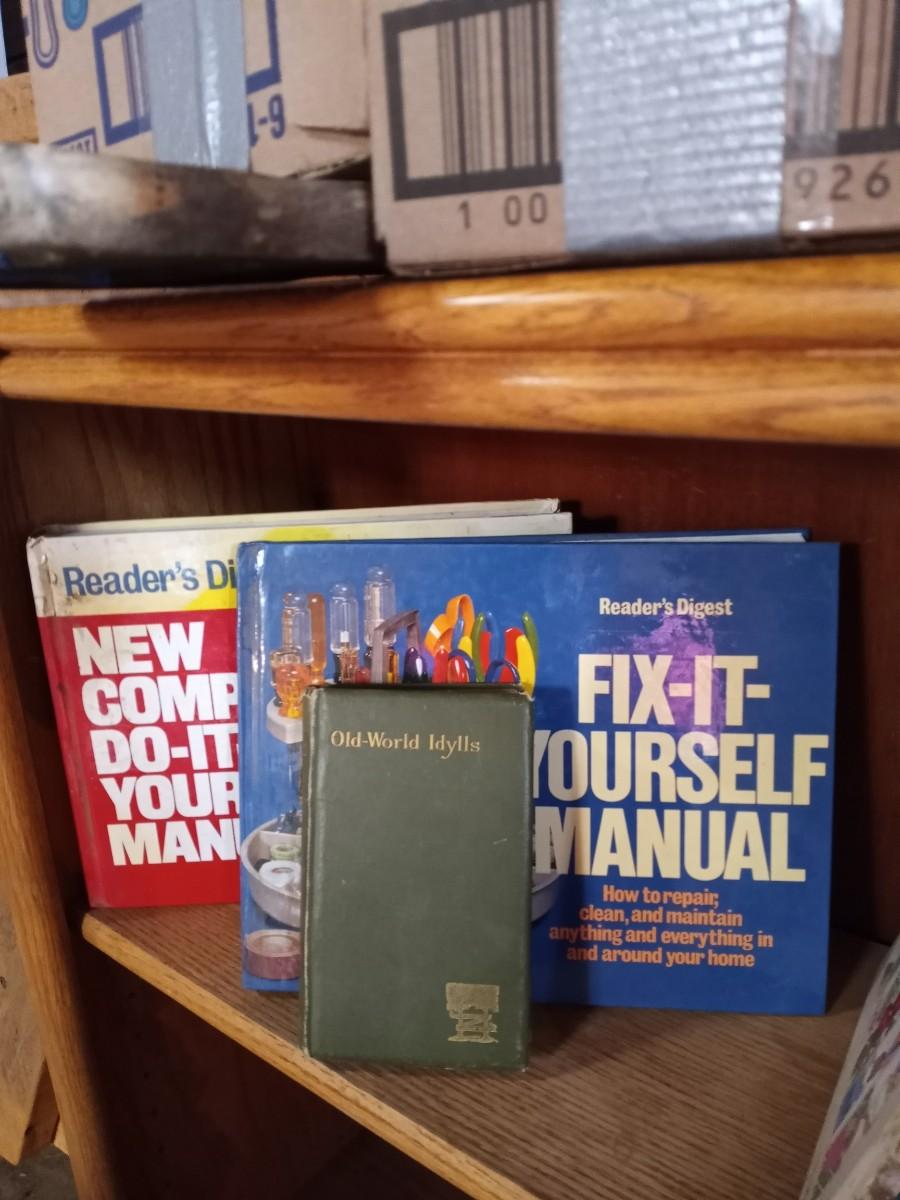 1-9
1 00
926
Reader's Di
NEW
COMP
DO-IT-
YOUR
MANU
Reader's Digest
FIX-IT-
YOURSELF
MANUAL
How to repair,
clean, and maintain
anything and everything in
and around your home
Old-World Idylls